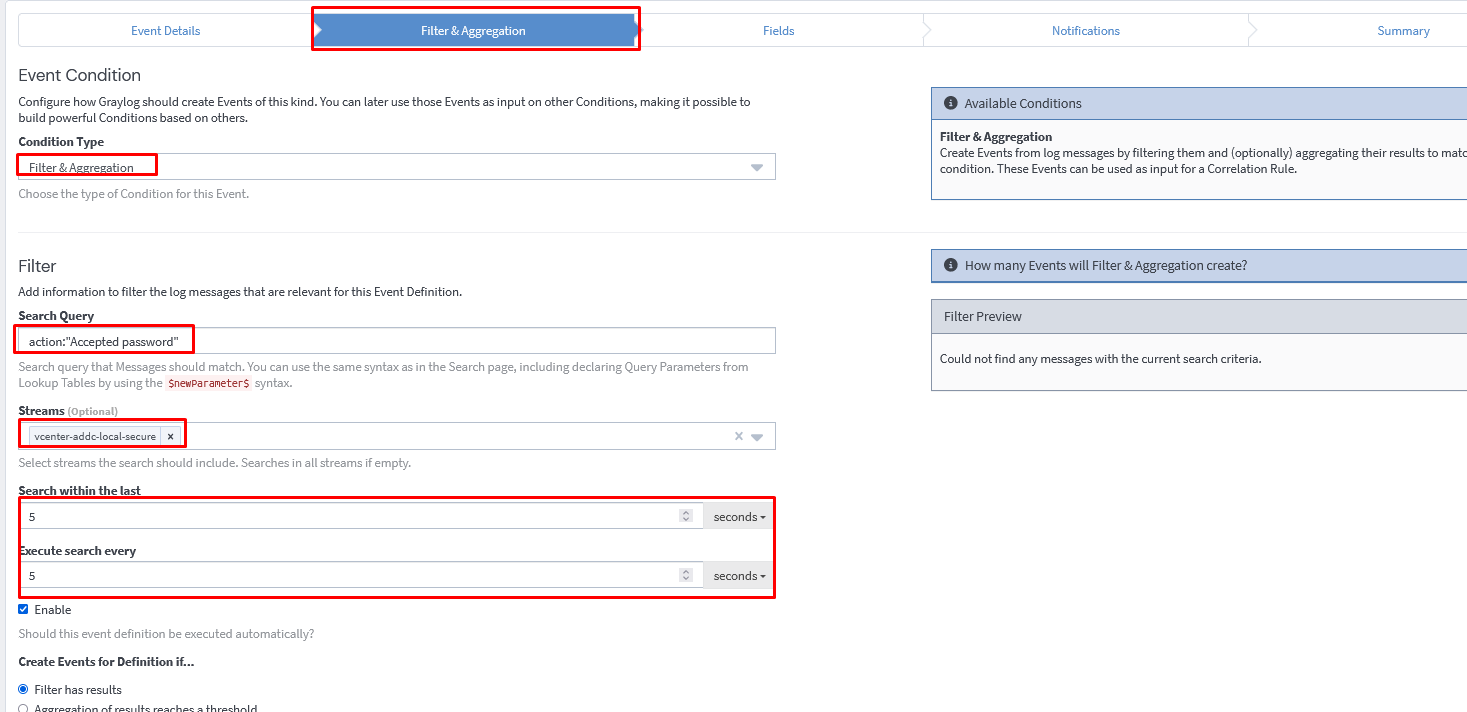 Event Details
Filter & Aggregation
Fields
Notifications
Summary
Event Condition
Configure how Graylog should create Events of this kind. You can later use those Events as input on other Conditions, making it possible to
build powerful Conditions based on others.
Condition Type
Filter & Aggregation
Choose the type of Condition for this Event.
Available Conditions
Filter & Aggregation
Create Events from log messages by filtering them and (optionally) aggregating their results to matc
condition. These Events can be used as input for a Correlation Rule.
Filter
Add information to filter the log messages that are relevant for this Event Definition.
Search Query
action:"Accepted password"
Search query that Messages should match. You can use the same syntax as in the Search page, including declaring Query Parameters from
Lookup Tables by using the $newParameter$ syntax.
Streams (Optional)
vcenter-addc-local-secure ×
Select streams the search should include. Searches in all streams if empty.
Search within the last
5 seconds
Execute search every
5 seconds
Enable
Should this event definition be executed automatically?
Create Events for Definition if...
Filter has results
Aggregation of results reaches a threshold
How many Events will Filter & Aggregation create?
Filter Preview
Could not find any messages with the current search criteria.